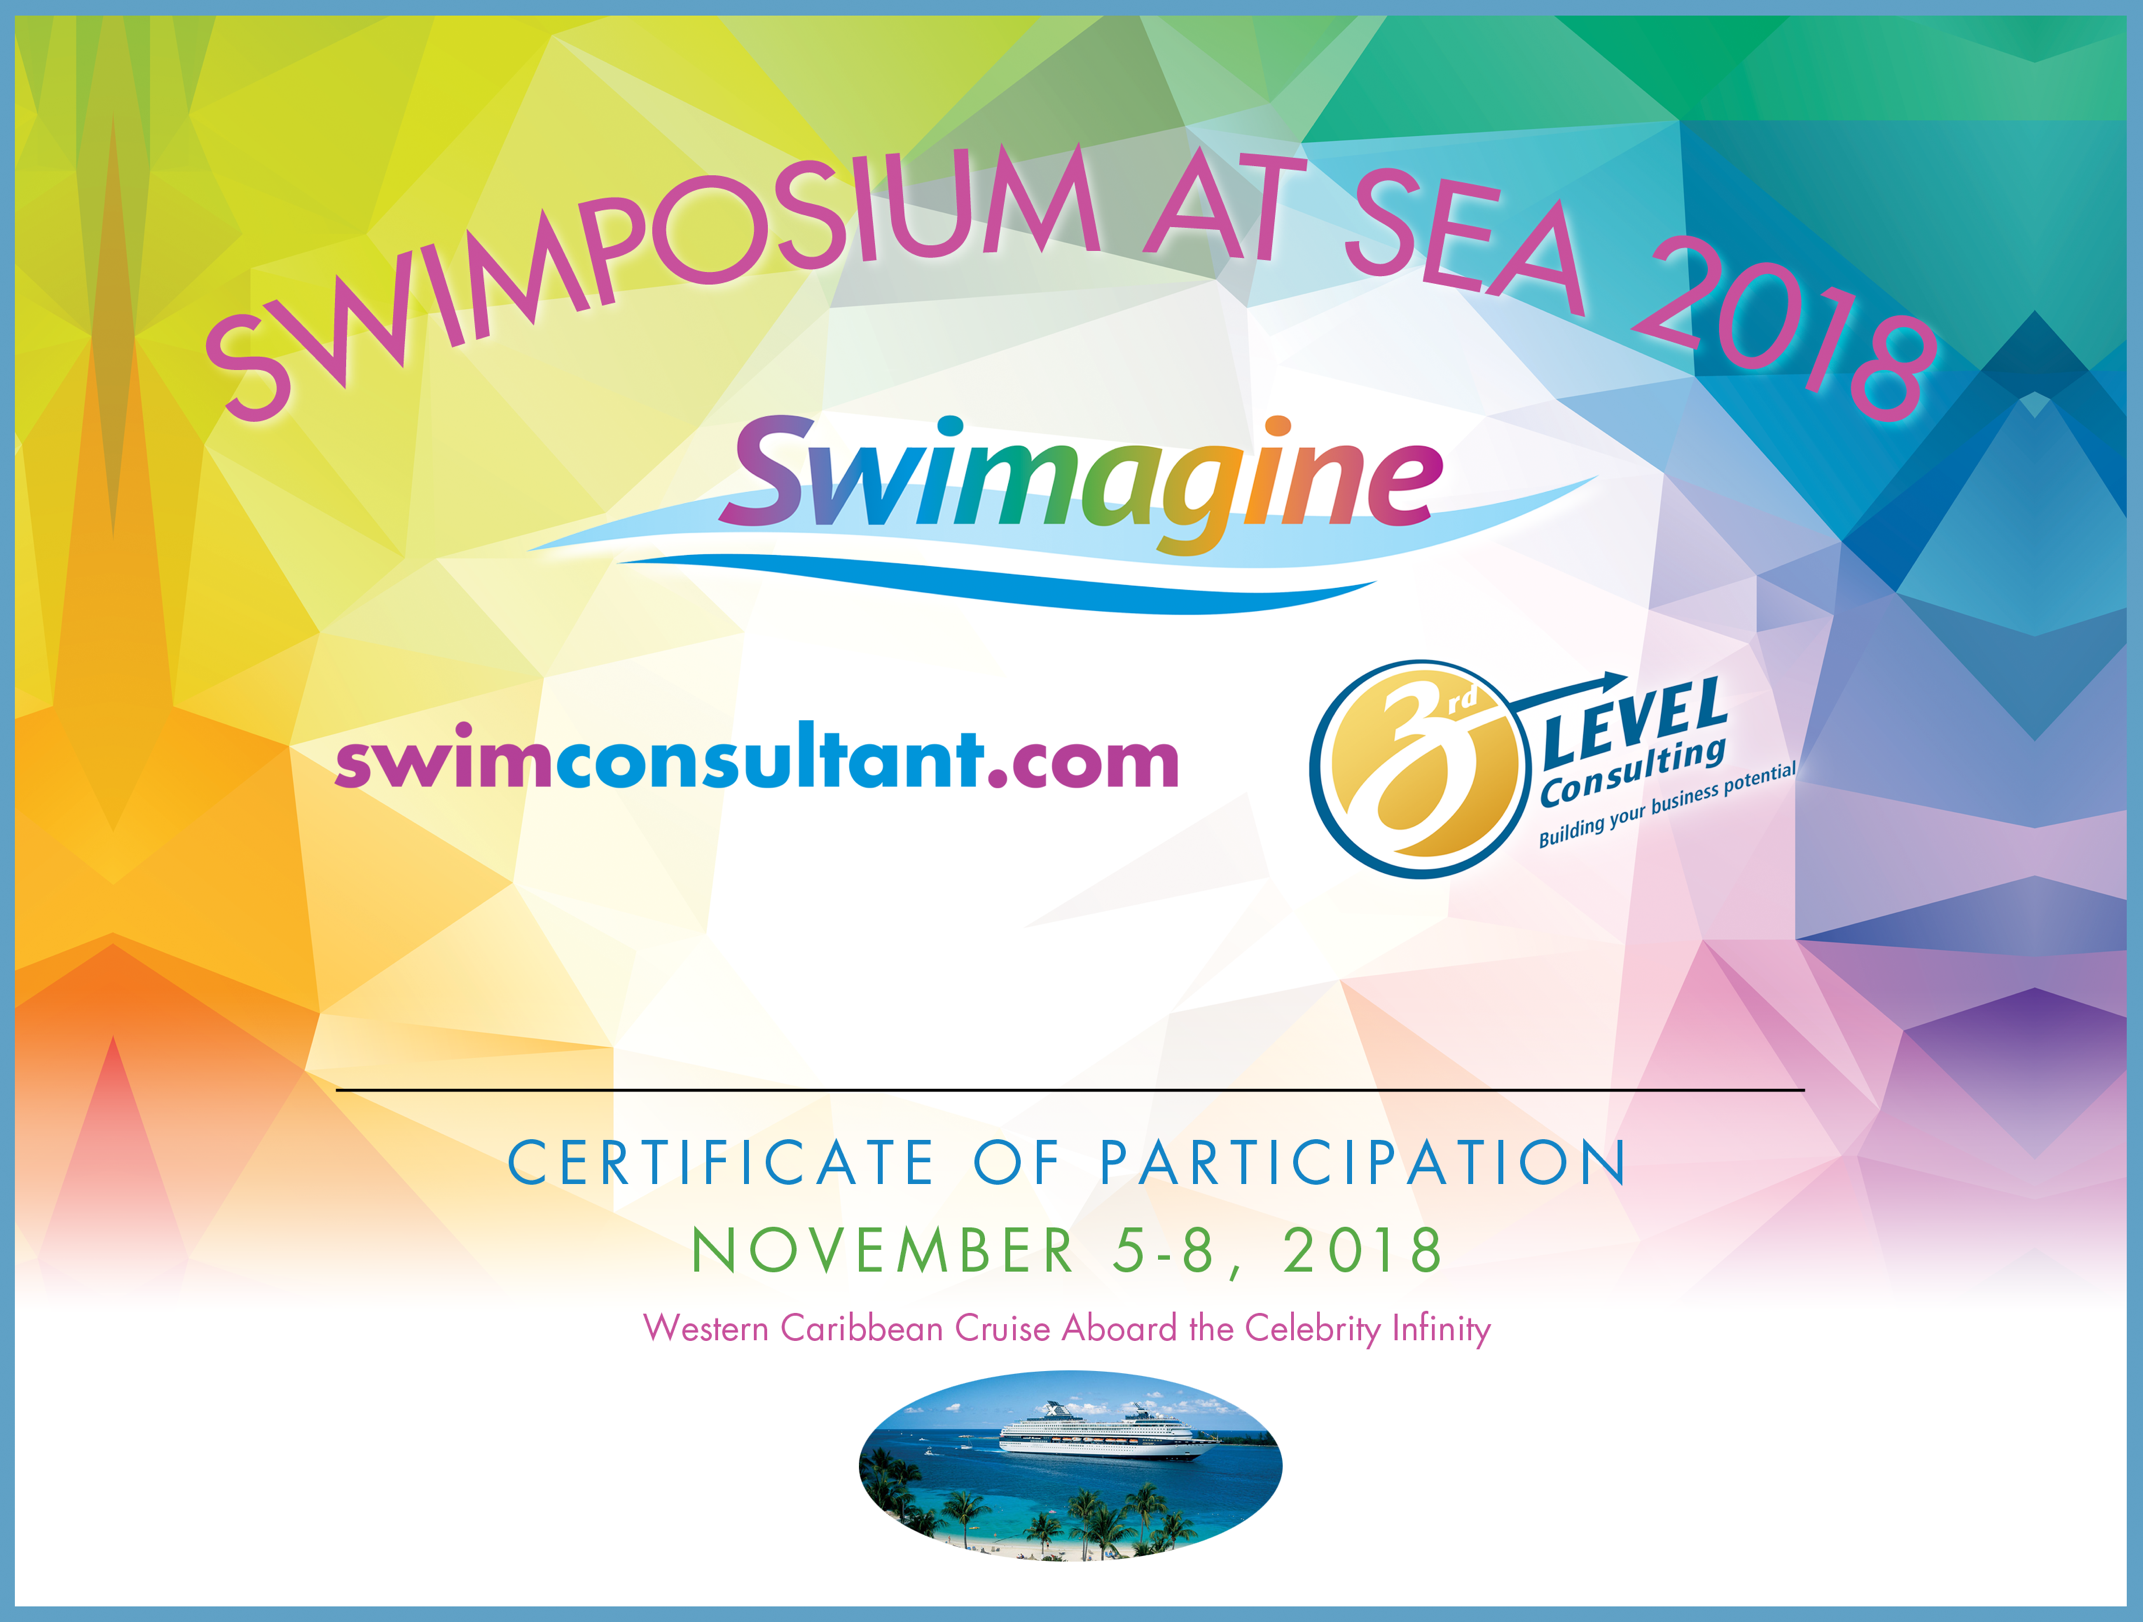 SWIMPOSIUM AT SEA 2018
Swimagine
swimconsultant.com
3rd LEVEL
Consulting
Building your business potential
CERTIFICATE OF PARTICIPATION
NOVEMBER 5-8, 2018
Western Caribbean Cruise Aboard the Celebrity Infinity